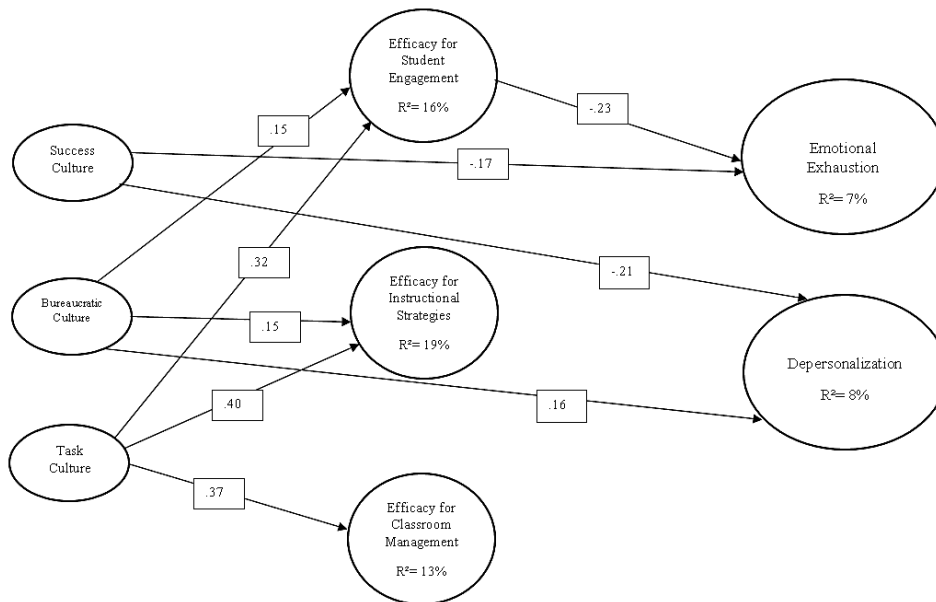 Efficacy for
Student
Engagement
R²= 16%
.15
-.23
Success
Culture
-.17
Emotional
Exhaustion
R²= 7%
.32
-.21
Bureaucratic
Culture
.15
Efficacy for
Instructional
Strategies
R²= 19%
Depersonalization
R²= 8%
.40
.16
Task
Culture
.37
Efficacy for
Classroom
Management
R²= 13%